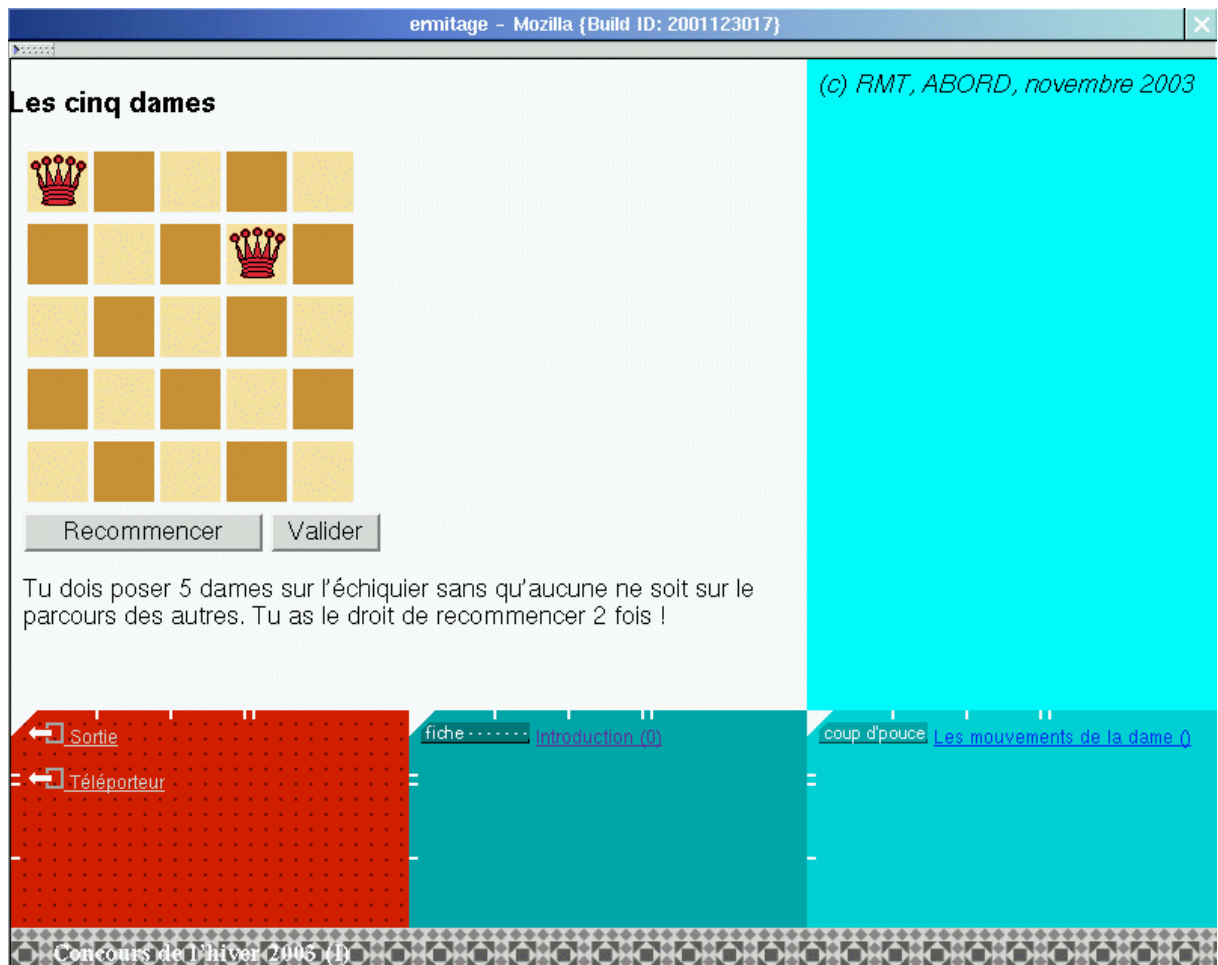 ermitage - Mozilla {Build ID: 2001123017}
Les cinq dames
(c) RMT, ABORD, novembre 2003
Recommencer Valider
Tu dois poser 5 dames sur l'échiquier sans qu'aucune ne soit sur le
parcours des autres. Tu as le droit de recommencer 2 fois !
Sortie
Téléporteur
fiche ------- Introduction (0)
coup d'pouce Les mouvements de la dame ()
Concours de l'hiver 2003 (I)